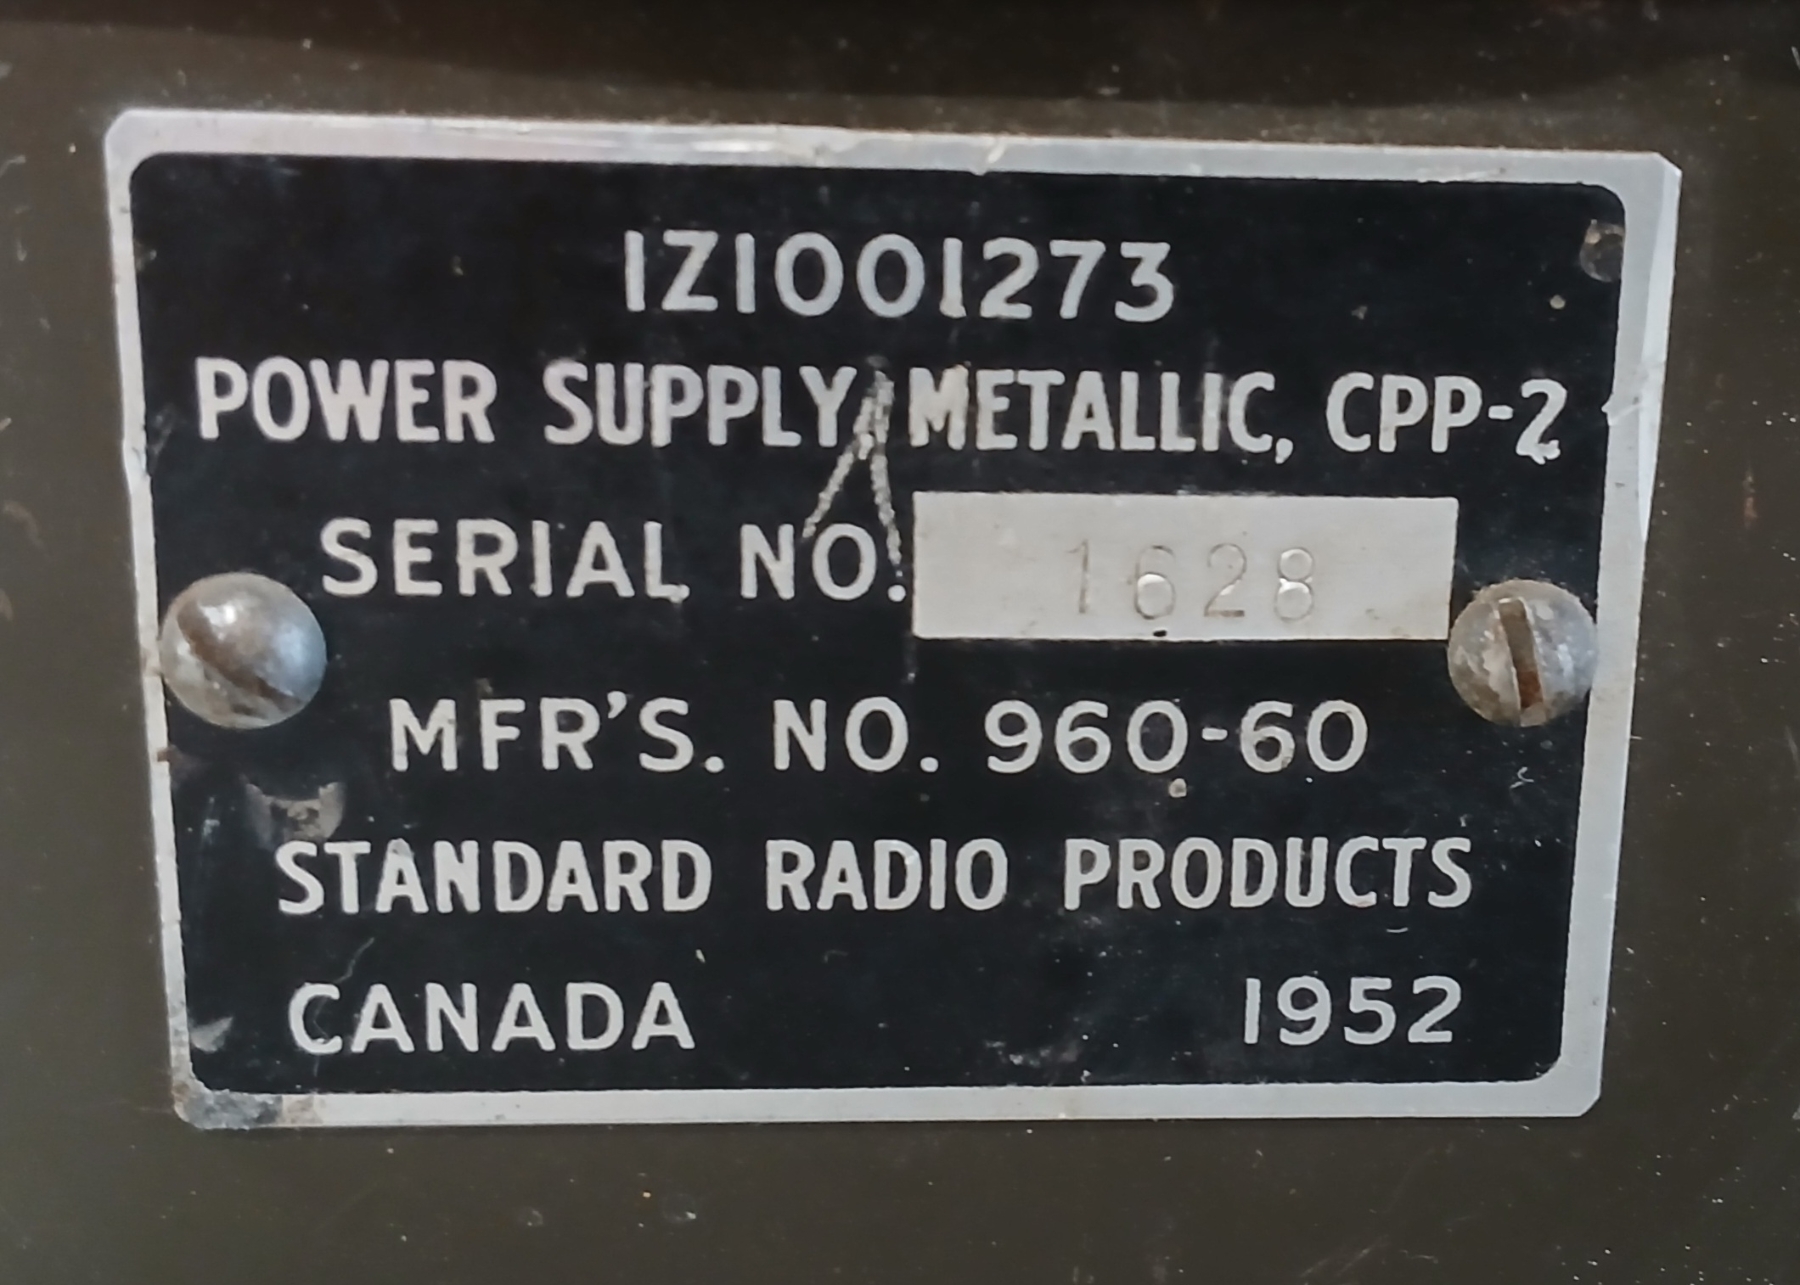 1Z1001273
POWER SUPPLY, METALLIC, CPP-2
SERIAL NO. 1628
MFR'S. NO. 960-60
STANDARD RADIO PRODUCTS
CANADA 1952